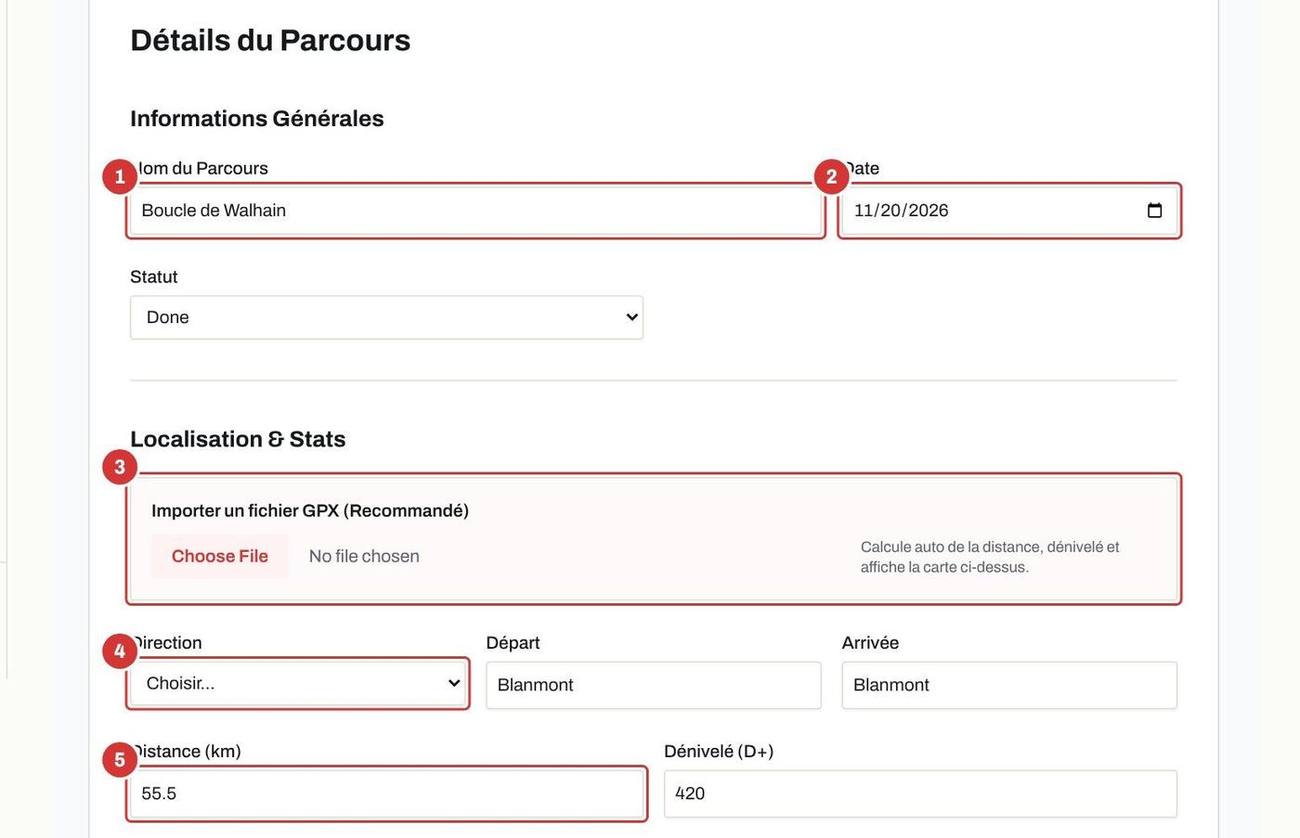 Détails du Parcours
Informations Générales
1
Nom du Parcours
2
Date
Boucle de Walhain
11/20/2026
Statut
Done
Localisation & Stats
3
Importer un fichier GPX (Recommandé)
Choose File
No file chosen
Calcule auto de la distance, dénivelé et
affiche la carte ci-dessus.
4
Direction
Départ
Arrivée
Choisir...
Blanmont
Blanmont
5
Distance (km)
Dénivelé (D+)
55.5
420